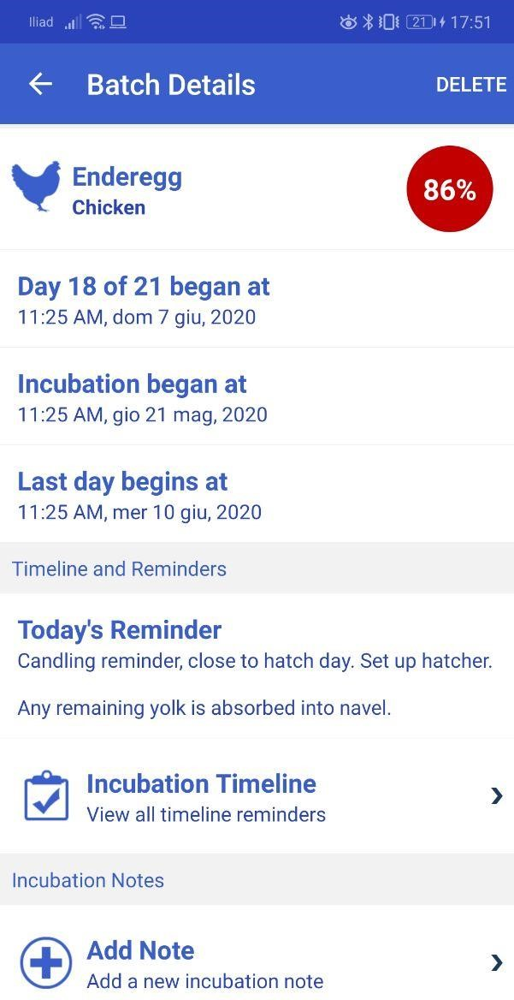 Iliad 21 17:51
Batch Details DELETE
Enderegg
Chicken
86%
Day 18 of 21 began at
11:25 AM, dom 7 giu, 2020
Incubation began at
11:25 AM, gio 21 mag, 2020
Last day begins at
11:25 AM, mer 10 giu, 2020
Timeline and Reminders
Today's Reminder
Candling reminder, close to hatch day. Set up hatcher.
Any remaining yolk is absorbed into navel.
Incubation Timeline
View all timeline reminders
Incubation Notes
Add Note
Add a new incubation note